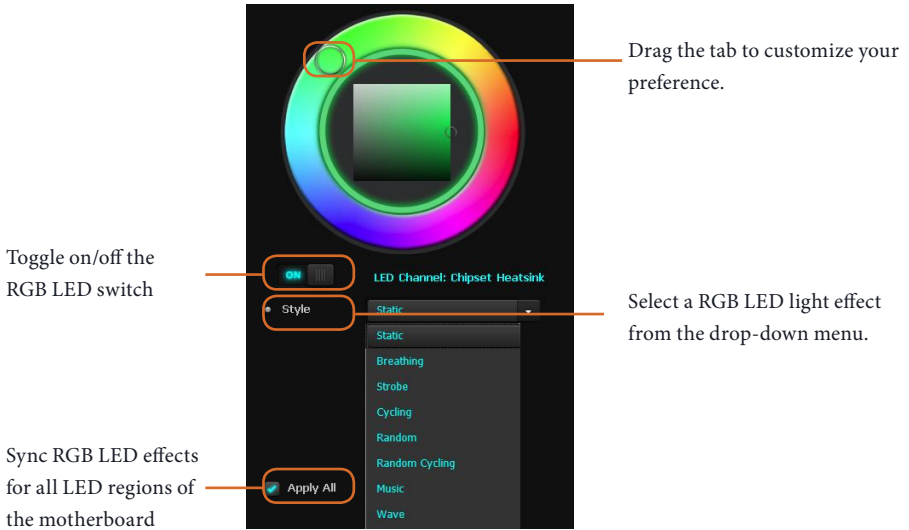 Drag the tab to customize your
preference.
Toggle on/off the
RGB LED switch
ON
LED Channel: Chipset Heatsink
Style
Static
Select a RGB LED light effect
from the drop-down menu.
Static
Breathing
Strobe
Cycling
Random
Random Cycling
Music
Wave
Sync RGB LED effects
for all LED regions of
the motherboard
Apply All